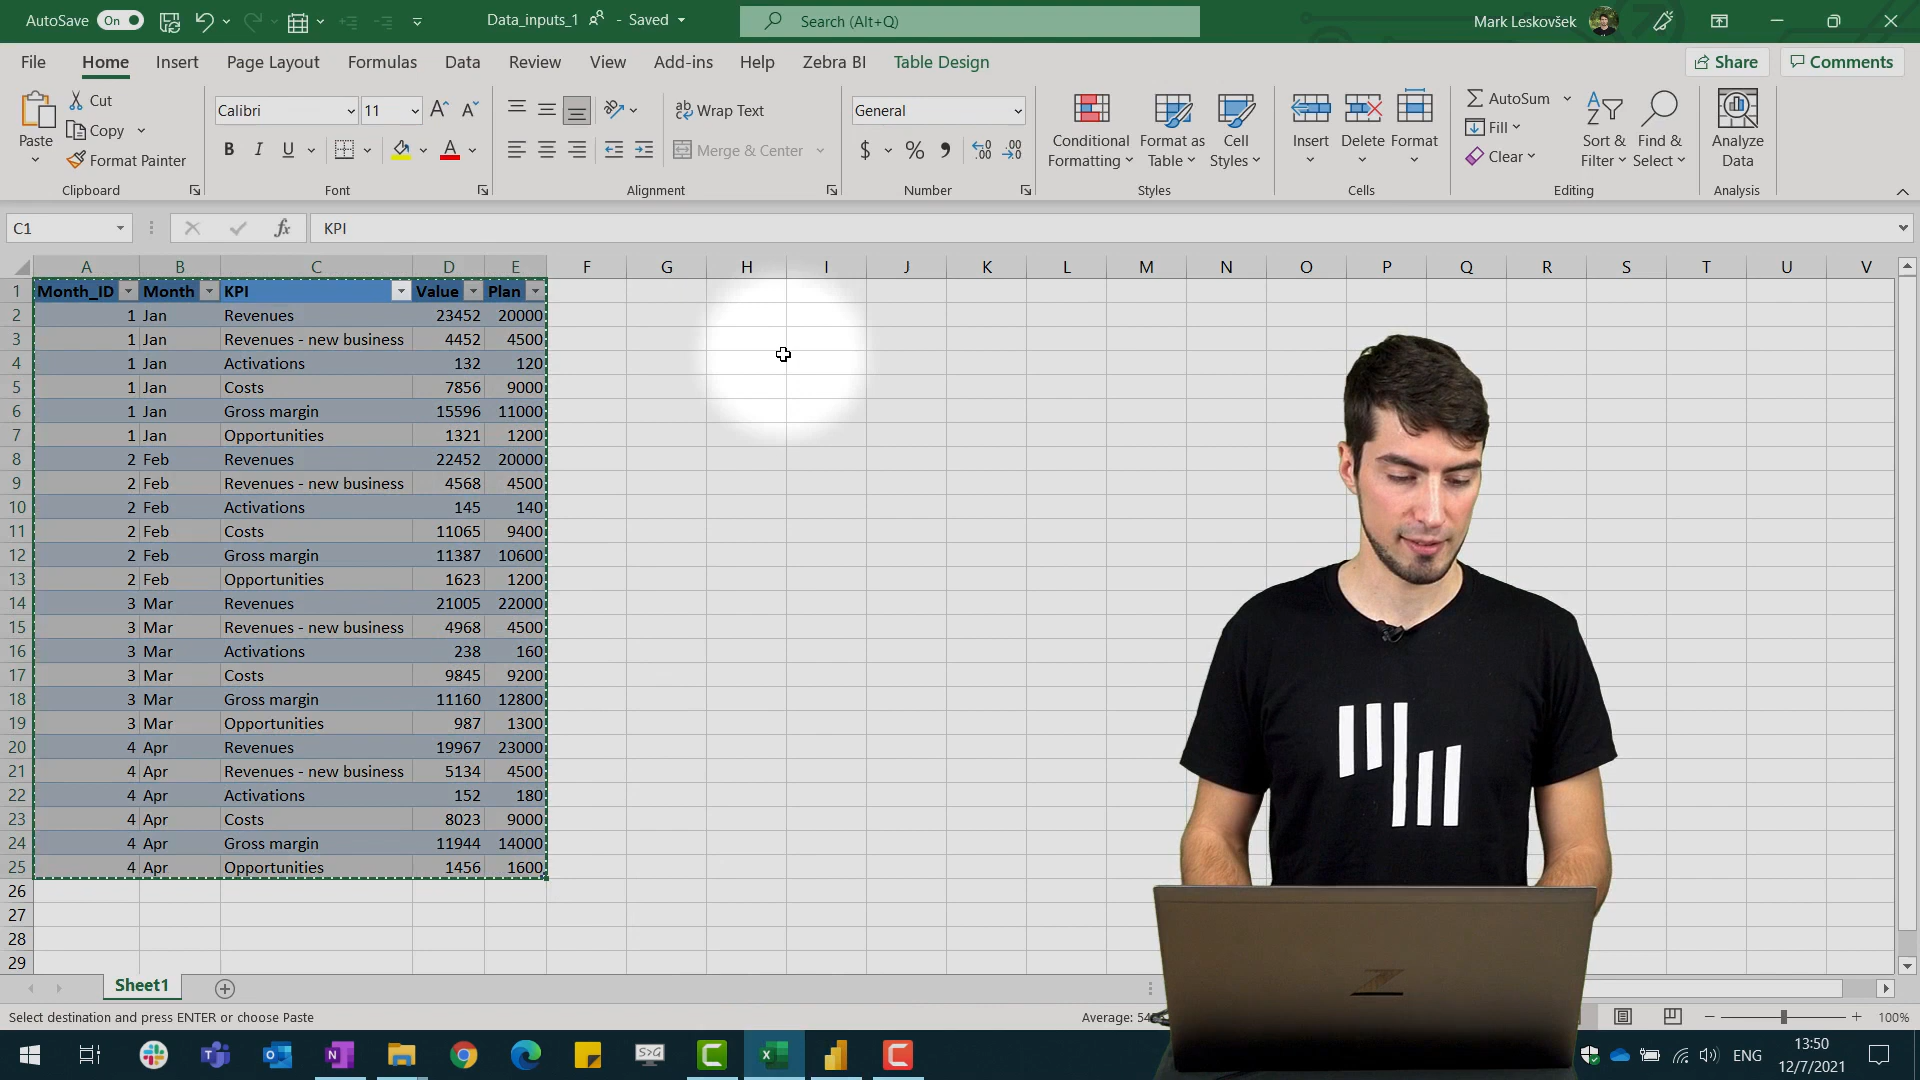 AutoSave On Data_inputs_1 - Saved Search (Alt+Q) Mark Leskovšek
File Home Insert Page Layout Formulas Data Review View Add-ins Help Zebra BI Table Design Share Comments
Paste Cut Copy Format Painter
Clipboard
Calibri 11
B I U A
Font
Wrap Text
Merge & Center
Alignment
General
$ % ,
Number
Conditional Formatting Format as Table Cell Styles
Styles
Insert Delete Format
Cells
AutoSum
Fill
Clear
Sort & Filter Find & Select
Editing
Analyze Data
Analysis
C1 fx KPI
A B C D E F G H I J K L M N O P Q R S T U V
1 Month_ID Month KPI Value Plan
2 1 Jan Revenues 23452 20000
3 1 Jan Revenues - new business 4452 4500
4 1 Jan Activations 132 120
5 1 Jan Costs 7856 9000
6 1 Jan Gross margin 15596 11000
7 1 Jan Opportunities 1321 1200
8 2 Feb Revenues 22452 20000
9 2 Feb Revenues - new business 4568 4500
10 2 Feb Activations 145 140
11 2 Feb Costs 11065 9400
12 2 Feb Gross margin 11387 10600
13 2 Feb Opportunities 1623 1200
14 3 Mar Revenues 21005 22000
15 3 Mar Revenues - new business 4968 4500
16 3 Mar Activations 238 160
17 3 Mar Costs 9845 9200
18 3 Mar Gross margin 11160 12800
19 3 Mar Opportunities 987 1300
20 4 Apr Revenues 19967 23000
21 4 Apr Revenues - new business 5134 4500
22 4 Apr Activations 152 180
23 4 Apr Costs 8023 9000
24 4 Apr Gross margin 11944 14000
25 4 Apr Opportunities 1456 1600
26
27
28
29
Sheet1
Select destination and press ENTER or choose Paste Average: 100%
ENG 13:50
12/7/2021